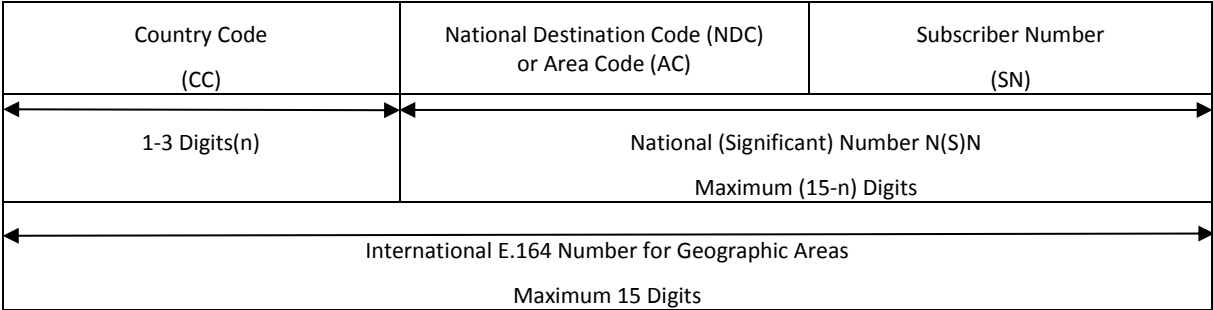 Country Code
(CC)
National Destination Code (NDC)
or Area Code (AC)
Subscriber Number
(SN)
1-3 Digits(n)
National (Significant) Number N(S)N
Maximum (15-n) Digits
International E.164 Number for Geographic Areas
Maximum 15 Digits